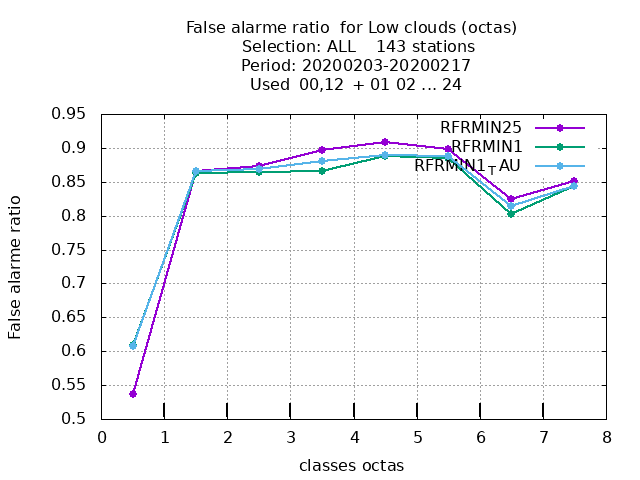 False alarme ratio  for Low clouds (octas)
Selection: ALL    143 stations
Period: 20200203-20200217
Used  00,12  + 01 02 ... 24
RFRMIN25
RFRMIN1
RFRMIN1_TAU
0.95
0.9
0.85
0.8
0.75
0.7
0.65
0.6
0.55
0.5
False alarme ratio
0 1 2 3 4 5 6 7 8
classes octas